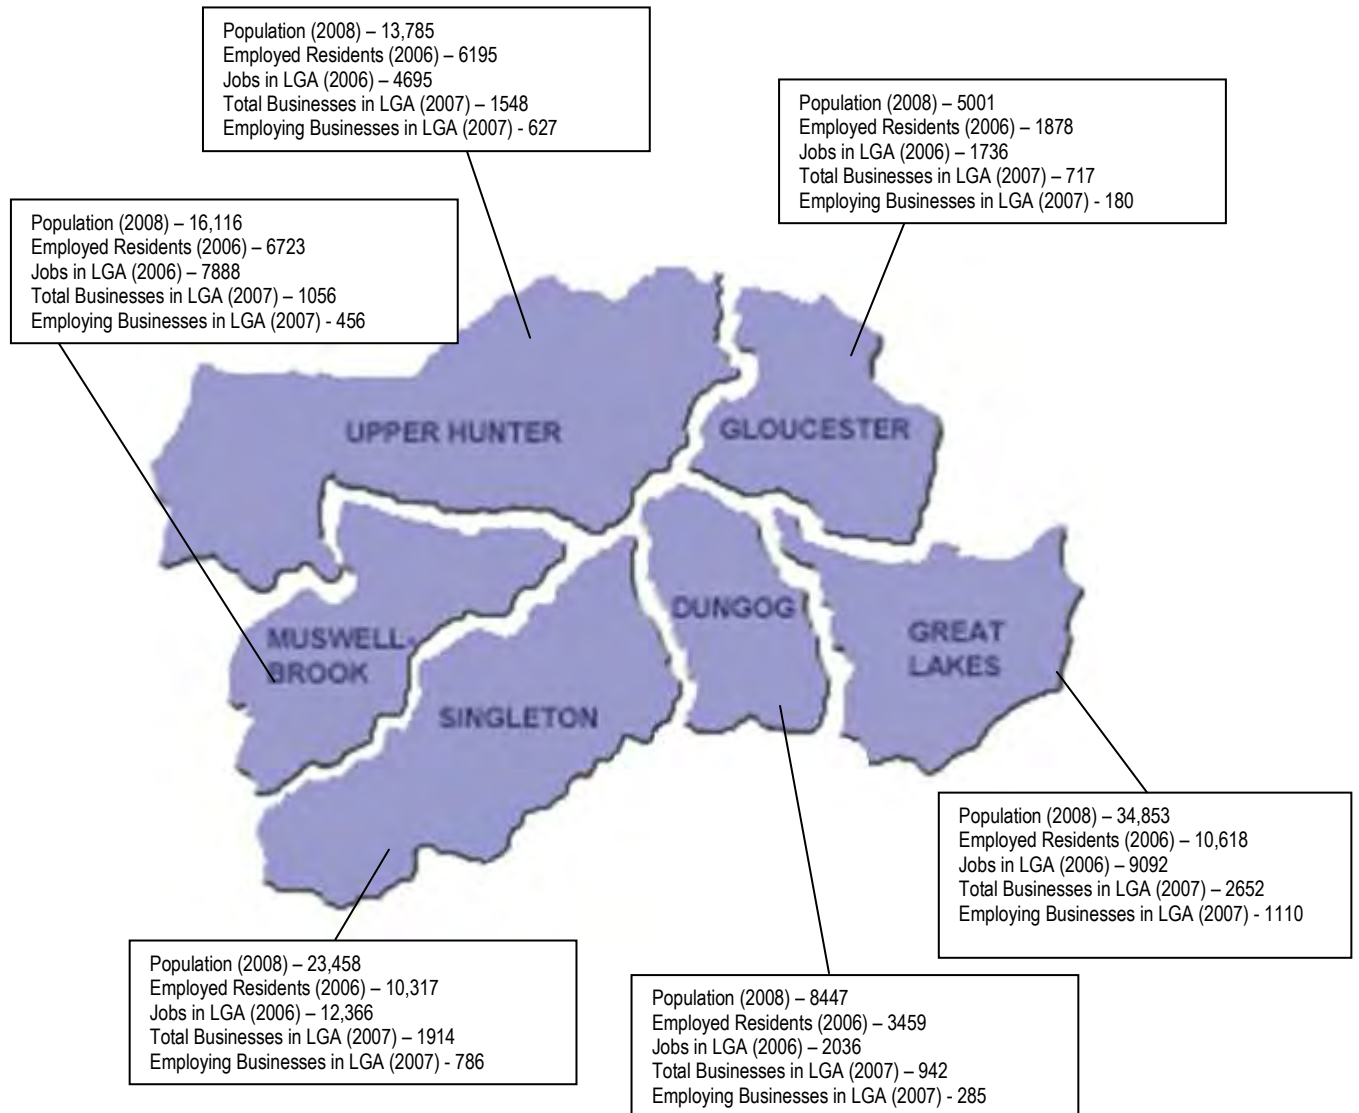 Population (2008) – 13,785
Employed Residents (2006) – 6195
Jobs in LGA (2006) – 4695
Total Businesses in LGA (2007) – 1548
Employing Businesses in LGA (2007) - 627
Population (2008) – 5001
Employed Residents (2006) – 1878
Jobs in LGA (2006) – 1736
Total Businesses in LGA (2007) – 717
Employing Businesses in LGA (2007) - 180
Population (2008) – 16,116
Employed Residents (2006) – 6723
Jobs in LGA (2006) – 7888
Total Businesses in LGA (2007) – 1056
Employing Businesses in LGA (2007) - 456
UPPER HUNTER
GLOUCESTER
MUSWELL-
BROOK
SINGLETON
DUNGOG
GREAT
LAKES
Population (2008) – 34,853
Employed Residents (2006) – 10,618
Jobs in LGA (2006) – 9092
Total Businesses in LGA (2007) – 2652
Employing Businesses in LGA (2007) - 1110
Population (2008) – 23,458
Employed Residents (2006) – 10,317
Jobs in LGA (2006) – 12,366
Total Businesses in LGA (2007) – 1914
Employing Businesses in LGA (2007) - 786
Population (2008) – 8447
Employed Residents (2006) – 3459
Jobs in LGA (2006) – 2036
Total Businesses in LGA (2007) – 942
Employing Businesses in LGA (2007) - 285